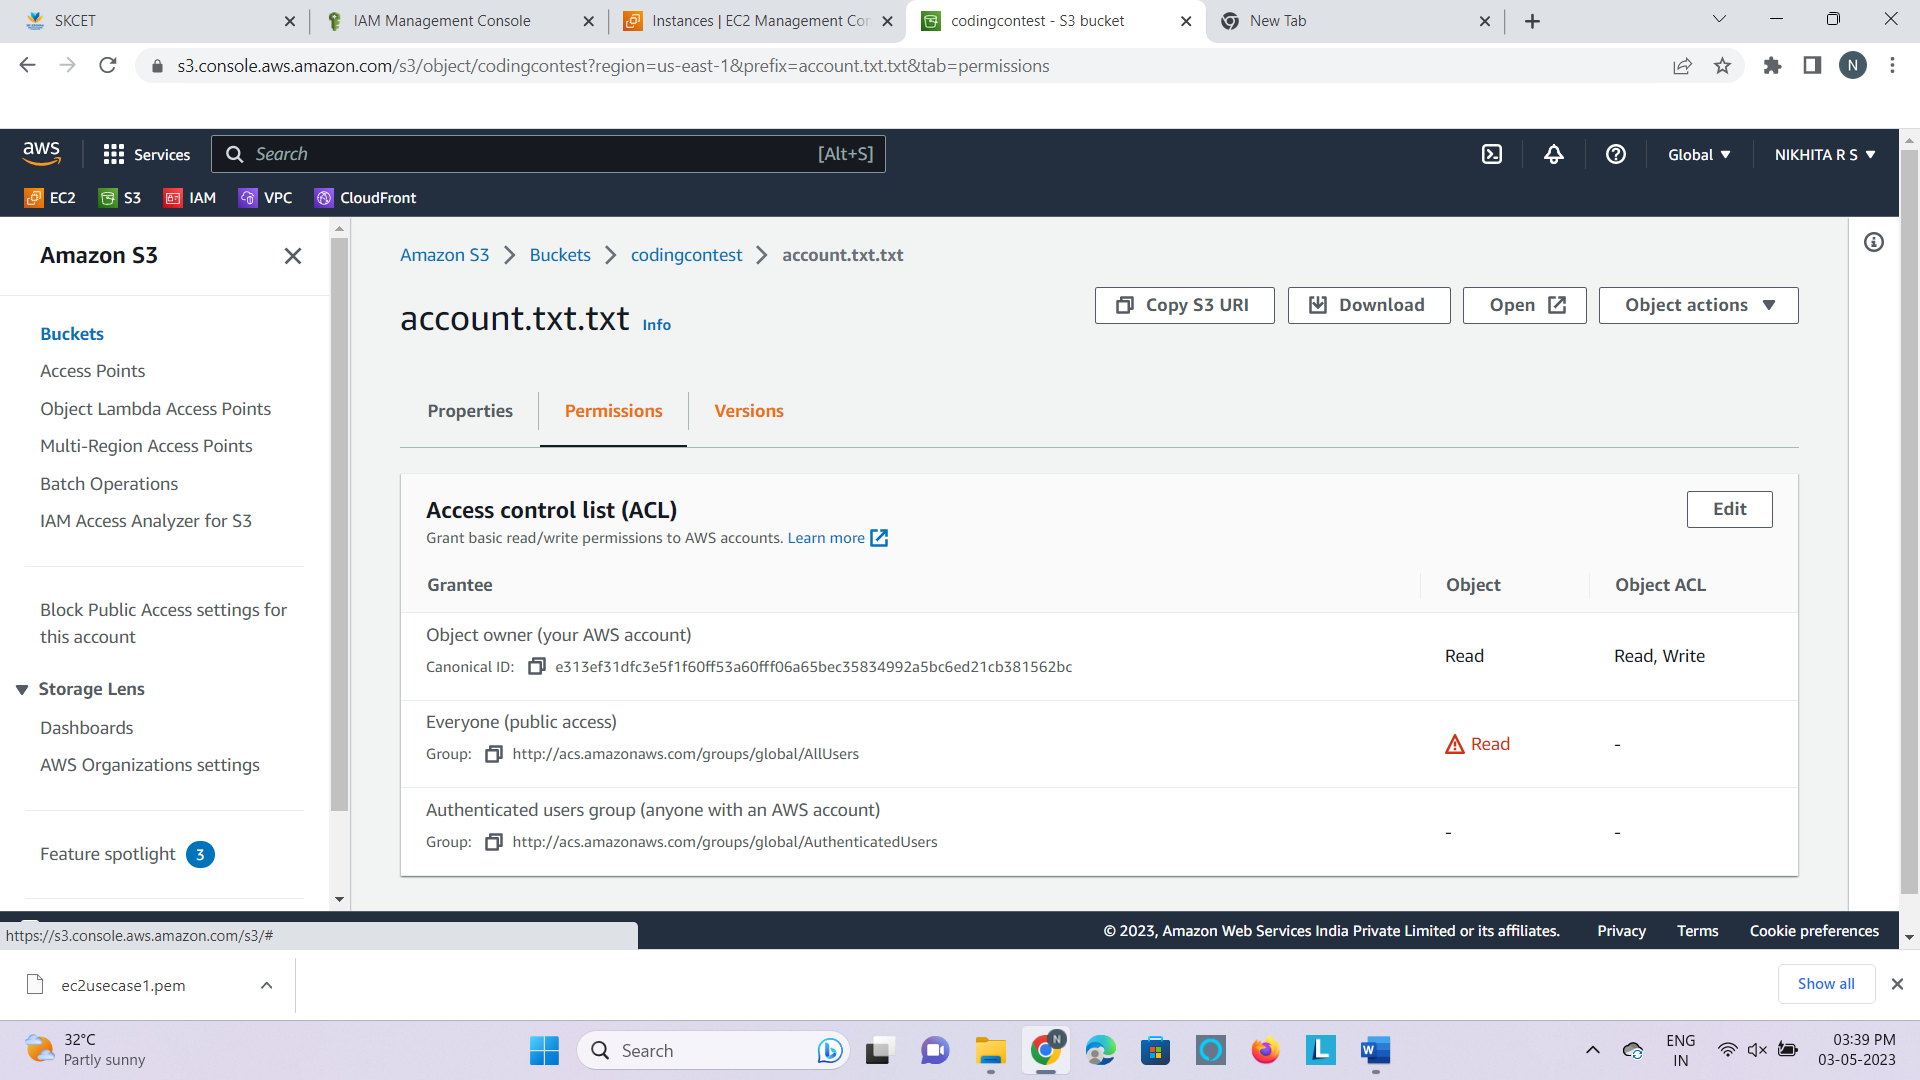 SKCET
IAM Management Console
Instances | EC2 Management Con
codingcontest - S3 bucket
New Tab
s3.console.aws.amazon.com/s3/object/codingcontest?region=us-east-1&prefix=account.txt.txt&tab=permissions
N
aws
Services
Search
[Alt+S]
Global
NIKHITA R S
EC2
S3
IAM
VPC
CloudFront
Amazon S3
Buckets
Access Points
Object Lambda Access Points
Multi-Region Access Points
Batch Operations
IAM Access Analyzer for S3
Block Public Access settings for
this account
Storage Lens
Dashboards
AWS Organizations settings
Feature spotlight 3
Amazon S3 > Buckets > codingcontest > account.txt.txt
account.txt.txt Info
Copy S3 URI
Download
Open
Object actions
Properties
Permissions
Versions
Access control list (ACL)
Edit
Grant basic read/write permissions to AWS accounts. Learn more
Grantee
Object
Object ACL
Object owner (your AWS account)
Canonical ID: e313ef31dfc3e5f1f60ff53a60fff06a65bec35834992a5bc6ed21cb381562bc
Read
Read, Write
Everyone (public access)
Group: http://acs.amazonaws.com/groups/global/AllUsers
Read
-
Authenticated users group (anyone with an AWS account)
Group: http://acs.amazonaws.com/groups/global/AuthenticatedUsers
-
-
https://s3.console.aws.amazon.com/s3/#
© 2023, Amazon Web Services India Private Limited or its affiliates.
Privacy
Terms
Cookie preferences
ec2usecase1.pem
Show all
32°C
Partly sunny
Search
N
L
W
ENG
IN
03:39 PM
03-05-2023